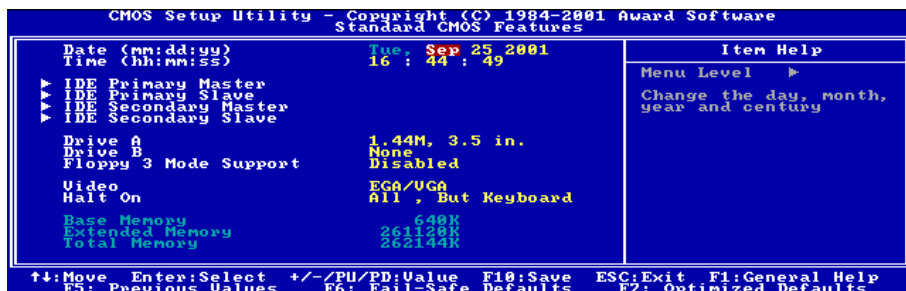 CMOS Setup Utility - Copyright (C) 1984-2001 Award Software
Standard CMOS Features
Date (mm:dd:yy) Tue, Sep 25 2001
Time (hh:mm:ss) 16 : 44 : 49
► IDE Primary Master
► IDE Primary Slave
► IDE Secondary Master
► IDE Secondary Slave
Drive A 1.44M, 3.5 in.
Drive B None
Floppy 3 Mode Support Disabled
Video EGA/VGA
Halt On All , But Keyboard
Base Memory 640K
Extended Memory 261120K
Total Memory 262144K
Item Help
Menu Level ►
Change the day, month,
year and century
↑↓:Move Enter:Select +/-/PU/PD:Value F10:Save ESC:Exit F1:General Help
F5: Previous Values F6: Fail-Safe Defaults F7: Optimized Defaults